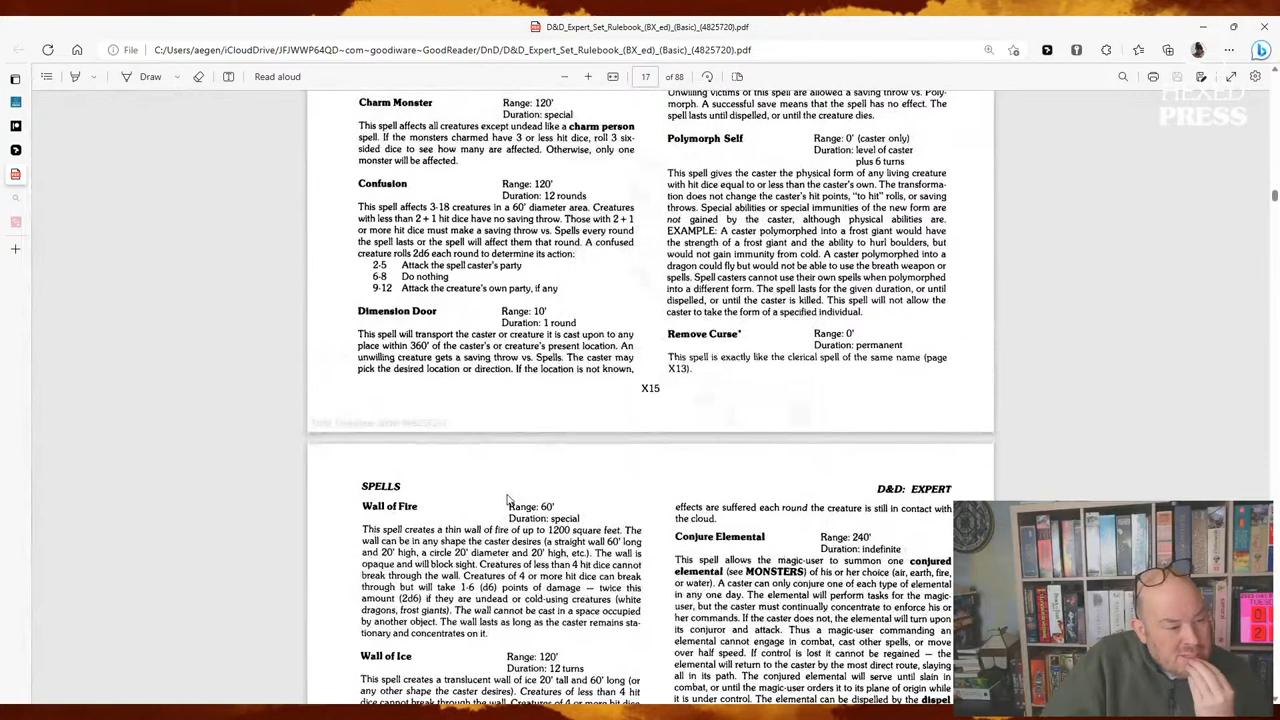 D&D_Expert_Set_Rulebook_(BX_ed)_(Basic)_(4825720).pdf
File
C:/Users/aegen/iCloudDrive/JFJWWP64QD~com~goodiware~GoodReader/DnD/D&D_Expert_Set_Rulebook_(BX_ed)_(Basic)_(4825720).pdf
Draw
Read aloud
17
of 88
HEXED
PRESS
Charm Monster
Range: 120'
Duration: special
This spell affects all creatures except undead like a charm person
spell. If the monsters charmed have 3 or less hit dice, roll 3 six-
sided dice to see how many are affected. Otherwise, only one
monster will be affected.
Confusion
Range: 120'
Duration: 12 rounds
This spell affects 3-18 creatures in a 60' diameter area. Creatures
with less than 2 + 1 hit dice have no saving throw. Those with 2 + 1
or more hit dice must make a saving throw vs. Spells every round
the spell lasts or the spell will affect them that round. A confused
creature rolls 2d6 each round to determine its action:
2-5 Attack the spell caster's party
6-8 Do nothing
9-12 Attack the creature's own party, if any
Dimension Door
Range: 10'
Duration: 1 round
This spell will transport the caster or creature it is cast upon to any
place within 360' of the caster's or creature's present location. An
unwilling creature gets a saving throw vs. Spells. The caster may
pick the desired location or direction. If the location is not known,
Unwilling victims of this spell are allowed a saving throw vs. Poly-
morph. A successful save means that the spell has no effect. The
spell lasts until dispelled, or until the creature dies.
Polymorph Self
Range: 0' (caster only)
Duration: level of caster
plus 6 turns
This spell gives the caster the physical form of any living creature
with hit dice equal to or less than the caster's own. The transforma-
tion does not change the caster's hit points, "to hit" rolls, or saving
throws. Special abilities or special immunities of the new form are
not gained by the caster, although physical abilities are.
EXAMPLE: A caster polymorphed into a frost giant would have
the strength of a frost giant and the ability to hurl boulders, but
would not gain immunity from cold. A caster polymorphed into a
dragon could fly but would not be able to use the breath weapon or
spells. Spell casters cannot use their own spells when polymorphed
into a different form. The spell lasts for the given duration, or until
dispelled, or until the caster is killed. This spell will not allow the
caster to take the form of a specified individual.
Remove Curse*
Range: 0'
Duration: permanent
This spell is exactly like the clerical spell of the same name (page
X13).
X15
SPELLS
D&D: EXPERT
Wall of Fire
Range: 60'
Duration: special
This spell creates a thin wall of fire of up to 1200 square feet. The
wall can be in any shape the caster desires (a straight wall 60' long
and 20' high, a circle 20' diameter and 20' high, etc.). The wall is
opaque and will block sight. Creatures of less than 4 hit dice cannot
break through the wall. Creatures of 4 or more hit dice can break
through but will take 1-6 (d6) points of damage — twice this
amount (2d6) if they are undead or cold-using creatures (white
dragons, frost giants). The wall cannot be cast in a space occupied
by another object. The wall lasts as long as the caster remains sta-
tionary and concentrates on it.
Wall of Ice
Range: 120'
Duration: 12 turns
This spell creates a translucent wall of ice 20' tall and 60' long (or
any other shape the caster desires). Creatures of less than 4 hit
dice cannot break through the wall. Creatures of 4 or more hit
effects are suffered each round the creature is still in contact with
the cloud.
Conjure Elemental
Range: 240'
Duration: indefinite
This spell allows the magic-user to summon one conjured
elemental (see MONSTERS) of his or her choice (air, earth, fire,
or water). A caster can only conjure one of each type of elemental
in any one day. The elemental will perform tasks for the magic-
user, but the caster must continually concentrate to enforce his or
her commands. If the caster does not, the elemental will turn upon
its conjuror and attack. Thus a magic-user commanding an
elemental cannot engage in combat, cast other spells, or move
over half speed. If control is lost it cannot be regained — the
elemental will return to the caster by the most direct route, slaying
all in its path. The conjured elemental will serve until slain in
combat, or until the magic-user orders it to its plane of origin while
it is under control. The elemental can be dispelled by the dispel
TUESD